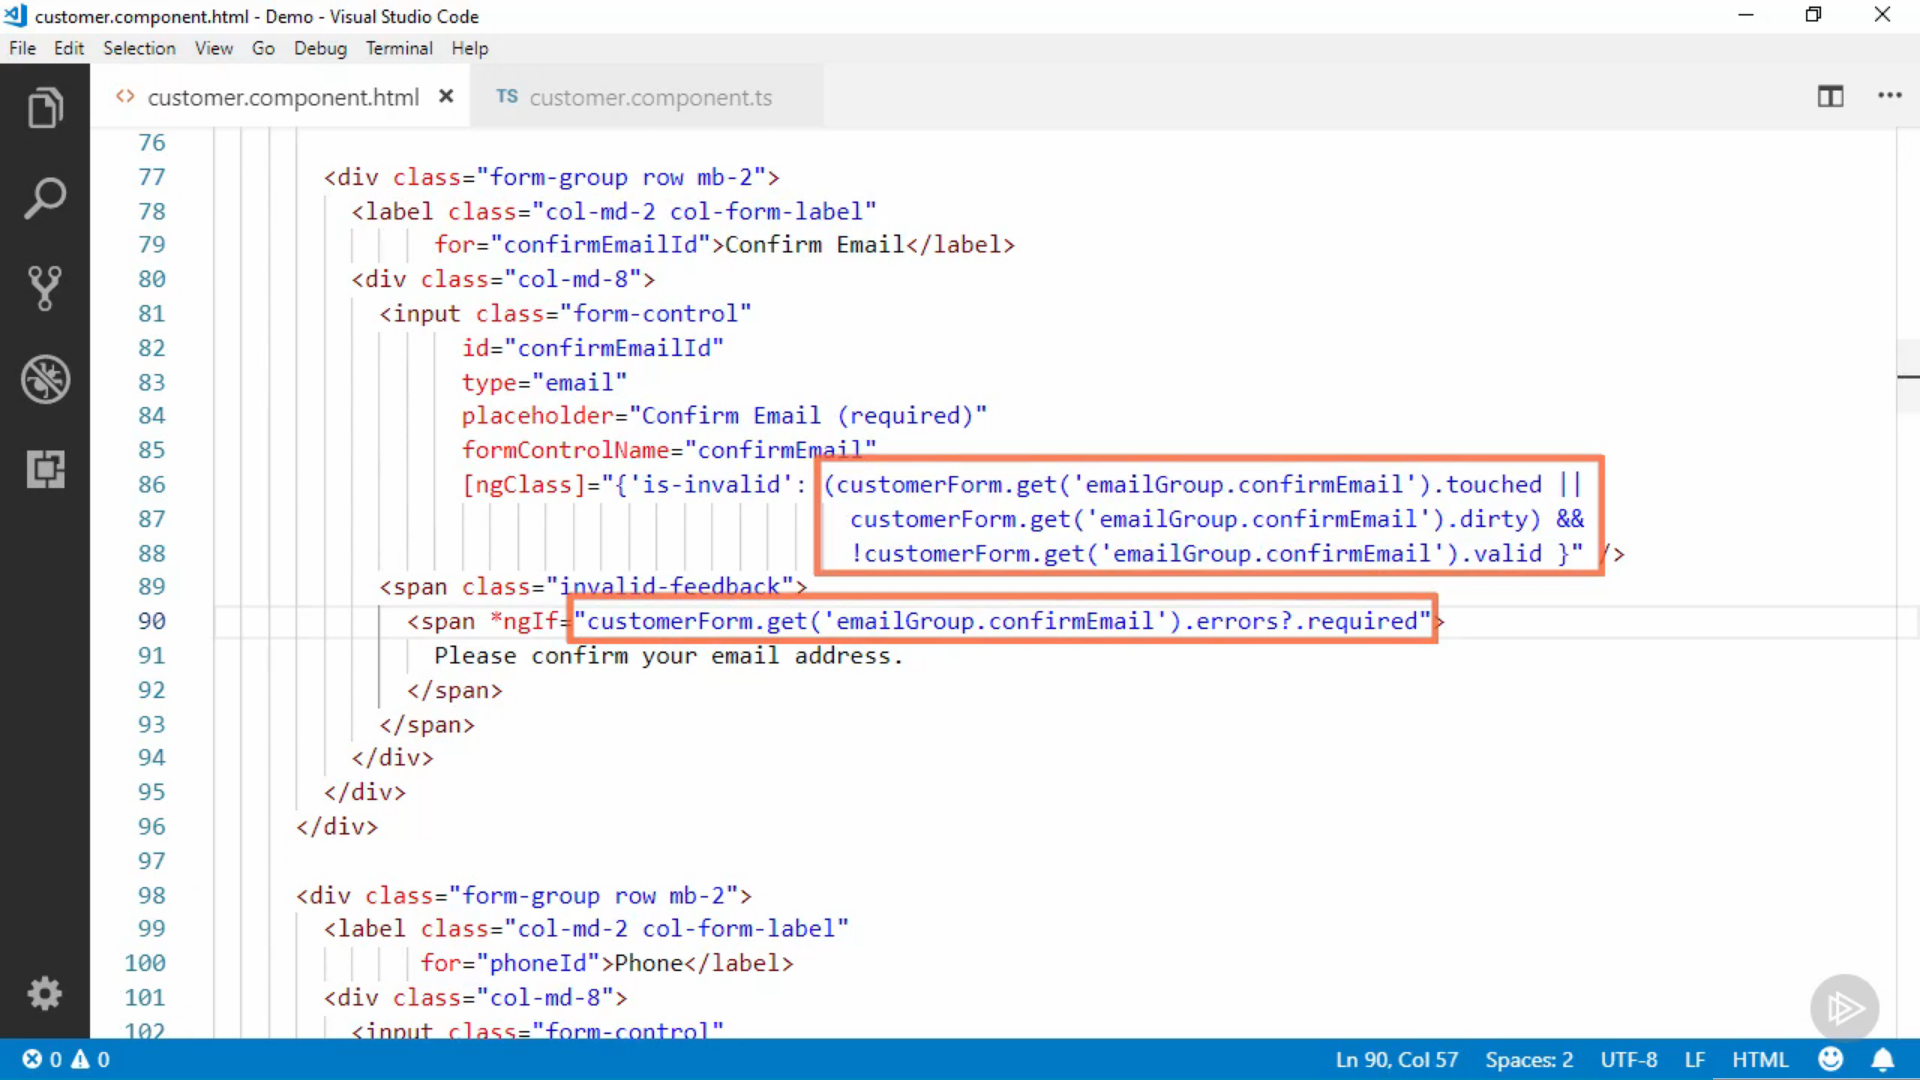 customer.component.html - Demo - Visual Studio Code
File Edit Selection View Go Debug Terminal Help
<> customer.component.html × TS customer.component.ts
76
77 <div class="form-group row mb-2">
78 <label class="col-md-2 col-form-label"
79 for="confirmEmailId">Confirm Email</label>
80 <div class="col-md-8">
81 <input class="form-control"
82 id="confirmEmailId"
83 type="email"
84 placeholder="Confirm Email (required)"
85 formControlName="confirmEmail"
86 [ngClass]="{'is-invalid': (customerForm.get('emailGroup.confirmEmail').touched ||
87 customerForm.get('emailGroup.confirmEmail').dirty) &&
88 !customerForm.get('emailGroup.confirmEmail').valid }" />
89 <span class="invalid-feedback">
90 <span *ngIf="customerForm.get('emailGroup.confirmEmail').errors?.required">
91 Please confirm your email address.
92 </span>
93 </span>
94 </div>
95 </div>
96 </div>
97
98 <div class="form-group row mb-2">
99 <label class="col-md-2 col-form-label"
100 for="phoneId">Phone</label>
101 <div class="col-md-8">
102 <input class="form-control"
0 0 Ln 90, Col 57 Spaces: 2 UTF-8 LF HTML